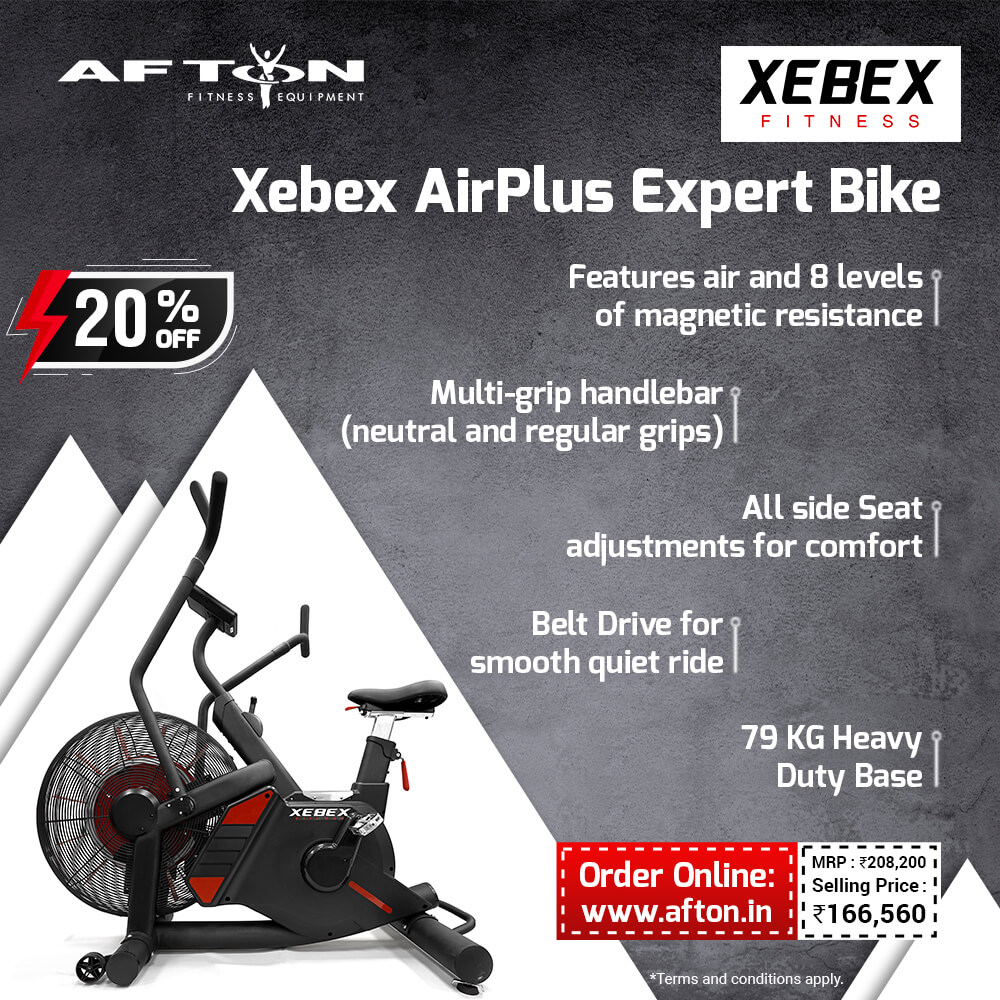 AFTON
FITNESS EQUIPMENT
XEBEX
FITNESS
Xebex AirPlus Expert Bike
20% OFF
Features air and 8 levels
of magnetic resistance
Multi-grip handlebar
(neutral and regular grips)
All side Seat
adjustments for comfort
Belt Drive for
smooth quiet ride
79 KG Heavy
Duty Base
XEBEX
Order Online:
www.afton.in
MRP : ₹208,200
Selling Price :
₹166,560
*Terms and conditions apply.